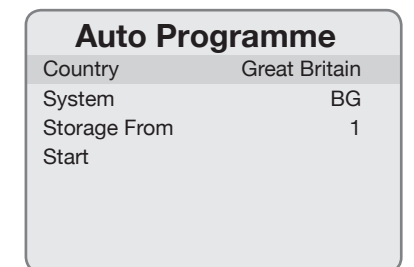 Auto Programme
Country Great Britain
System BG
Storage From 1
Start